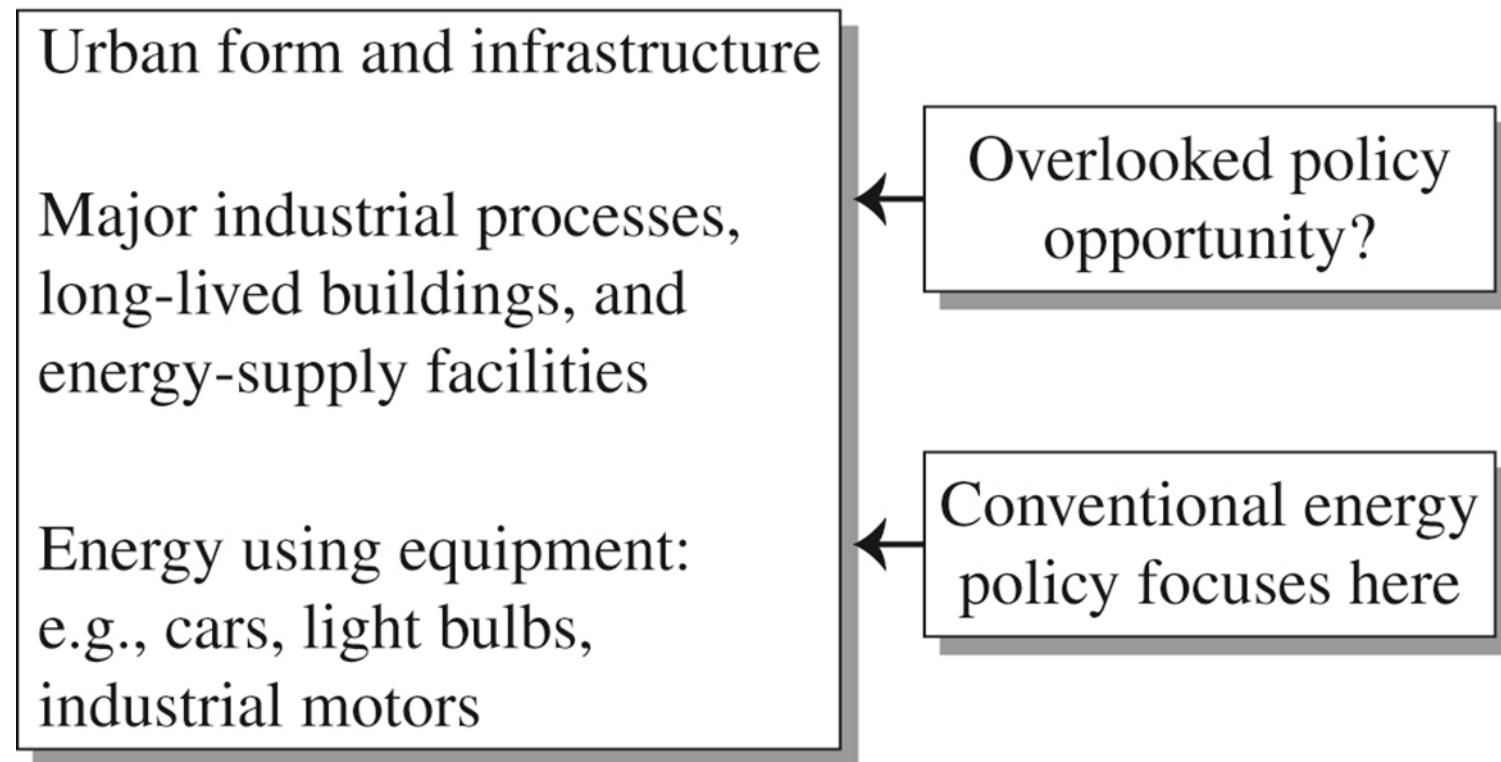 Urban form and infrastructure
Major industrial processes,
long-lived buildings, and
energy-supply facilities
Energy using equipment:
e.g., cars, light bulbs,
industrial motors
Overlooked policy
opportunity?
Conventional energy
policy focuses here